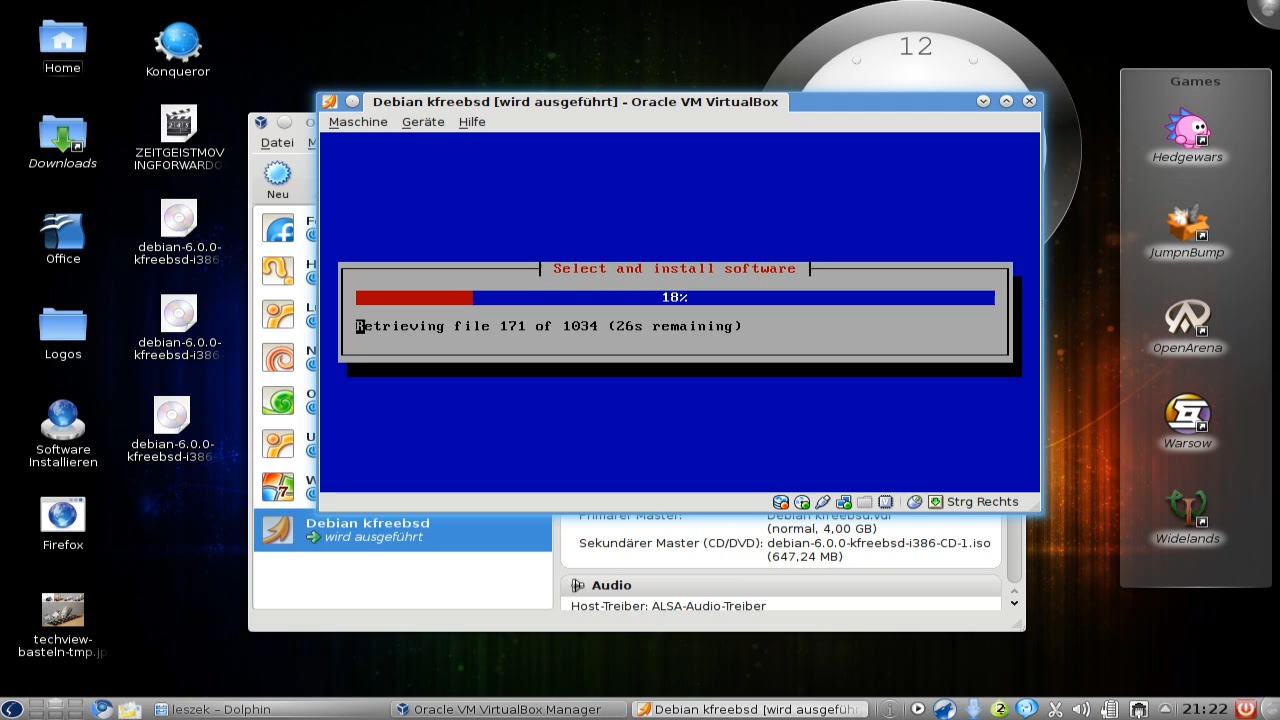 Home
Konqueror
Downloads
ZEITGEISTMOV
INGFORWARD
Office
debian-6.0.0-
kfreebsd-i386
Logos
debian-6.0.0-
kfreebsd-i386-
Software
Installieren
debian-6.0.0-
kfreebsd-i386-
Firefox
techview-
basteln-tmp.jp
12
Datei
Neu
Debian kfreebsd [wird ausgeführt] - Oracle VM VirtualBox
Maschine Geräte Hilfe
Select and install software
18%
Retrieving file 171 of 1034 (26s remaining)
Strg Rechts
Debian kfreebsd
wird ausgeführt
Primärer Master: Debian kfreebsd.vdi
(normal, 4,00 GB)
Sekundärer Master (CD/DVD): debian-6.0.0-kfreebsd-i386-CD-1.iso
(647,24 MB)
Audio
Host-Treiber: ALSA-Audio-Treiber
Games
Hedgewars
JumpnBump
OpenArena
Warsow
Widelands
leszek – Dolphin
Oracle VM VirtualBox Manager
Debian kfreebsd [wird ausgeführ
2
21:22